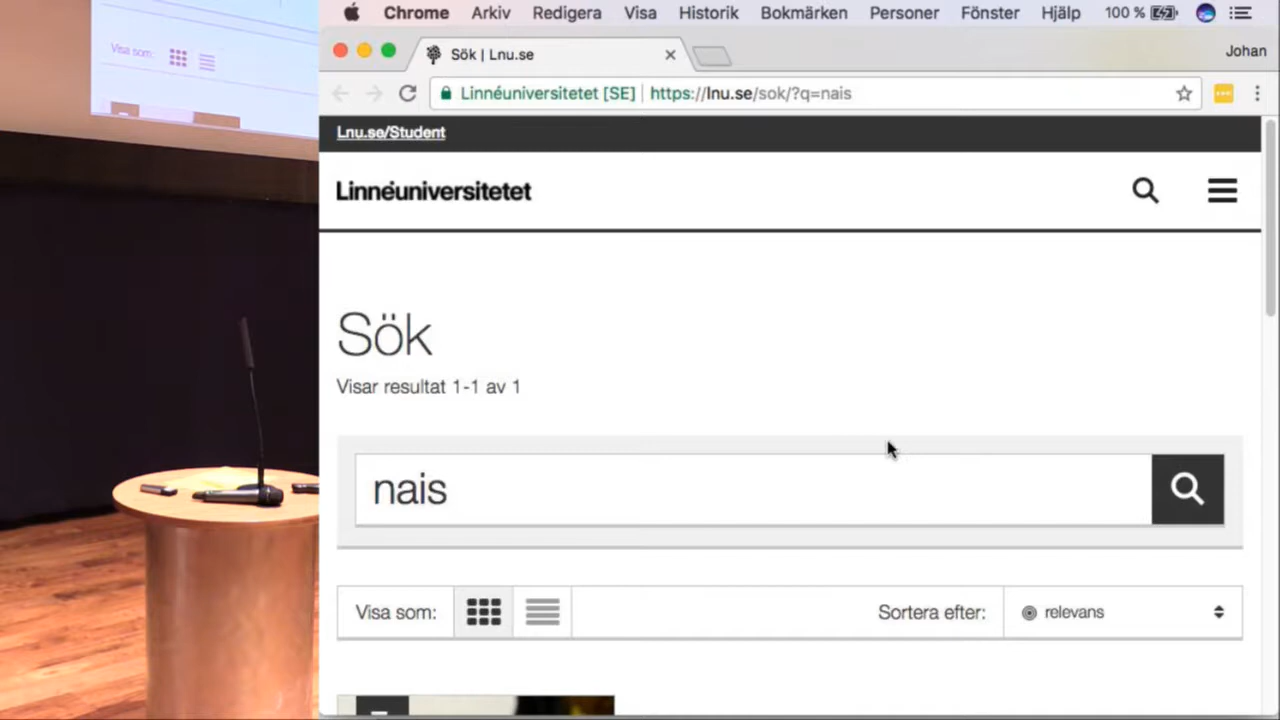 Visa som:
Chrome Arkiv Redigera Visa Historik Bokmärken Personer Fönster Hjälp 100 %
Sök | Lnu.se
Johan
Linnéuniversitetet [SE] | https://lnu.se/sok/?q=nais
Lnu.se/Student
Linnéuniversitetet
Sök
Visar resultat 1-1 av 1
nais
Visa som:
Sortera efter:
relevans